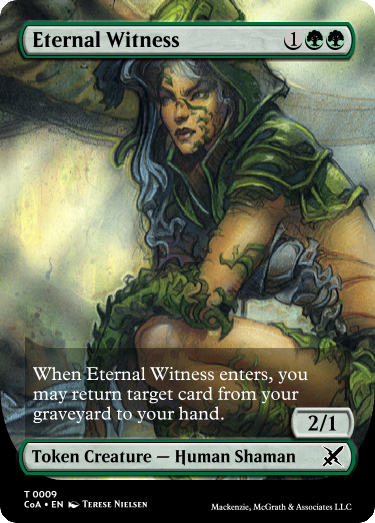 Eternal Witness 1
When Eternal Witness enters, you
may return target card from your
graveyard to your hand.
2/1
Token Creature — Human Shaman
T 0009
CoA • EN Terese Nielsen
Mackenzie, McGrath & Associates LLC